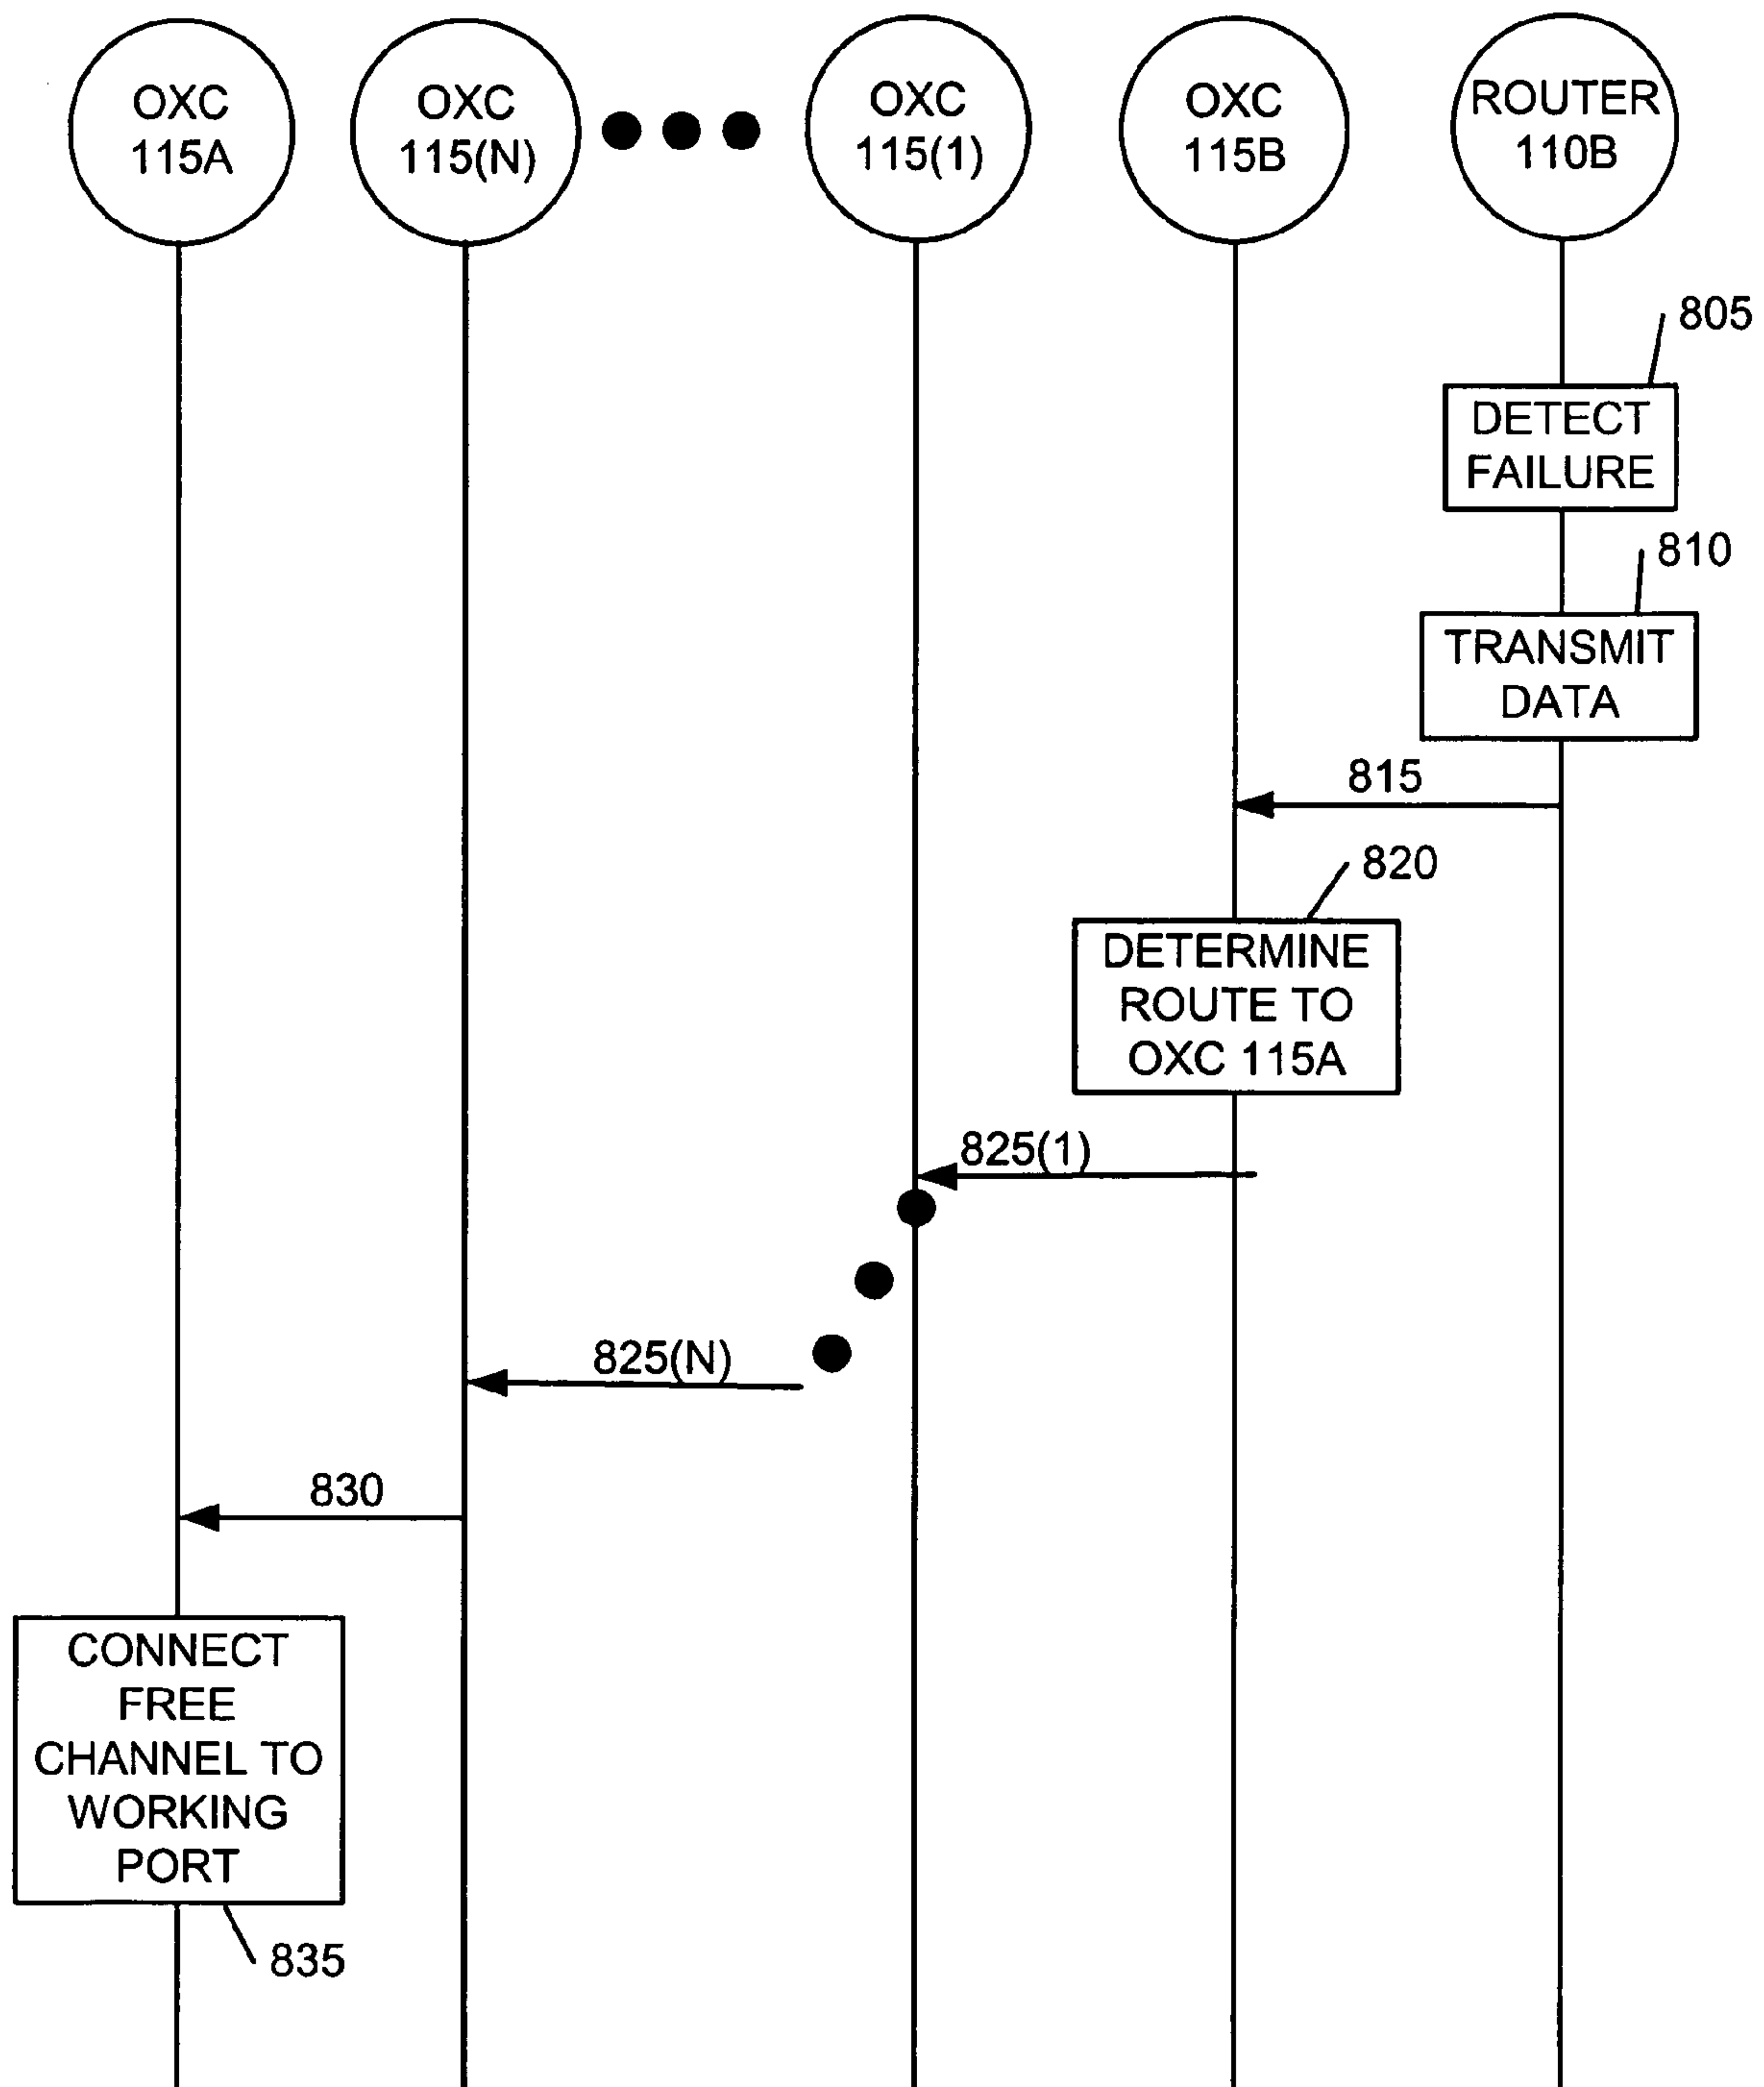 OXC
115A
OXC
115(N)
OXC
115(1)
OXC
115B
ROUTER
110B
805
DETECT
FAILURE
810
TRANSMIT
DATA
815
820
DETERMINE
ROUTE TO
OXC 115A
825(1)
825(N)
830
CONNECT
FREE
CHANNEL TO
WORKING
PORT
835